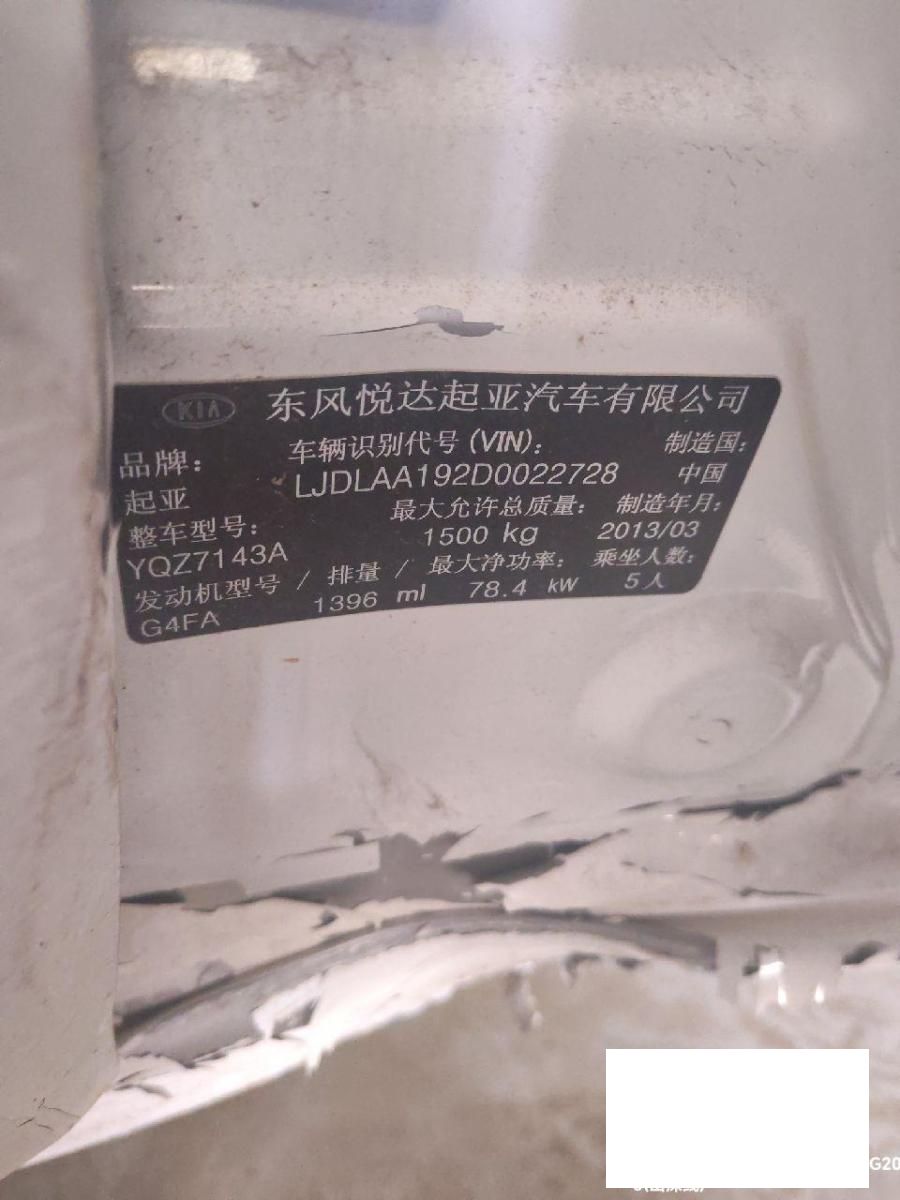 KIA 东风悦达起亚汽车有限公司
品牌： 车辆识别代号 (VIN)： 制造国：
起亚 LJDLAA192D0022728 中国
整车型号： 最大允许总质量： 制造年月：
YQZ7143A 1500 kg 2013/03
发动机型号 / 排量 / 最大净功率： 乘坐人数：
G4FA 1396 ml 78.4 kW 5人
G20